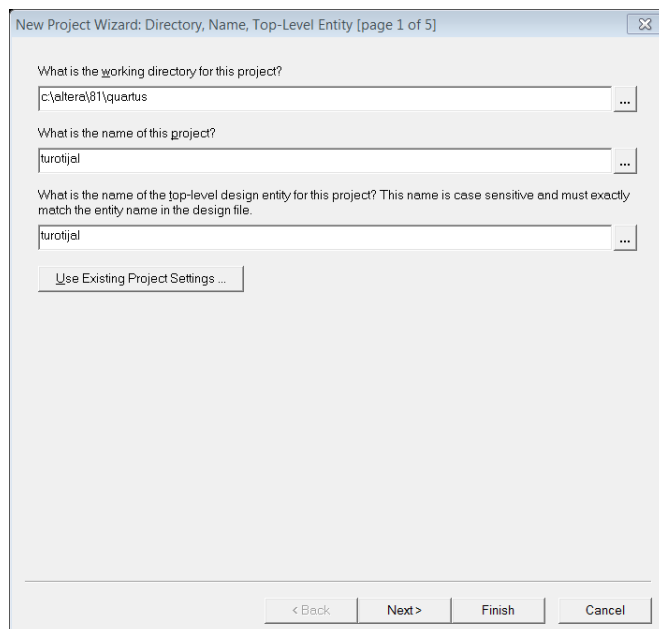 New Project Wizard: Directory, Name, Top-Level Entity [page 1 of 5]
What is the working directory for this project?
c:\altera\81\quartus
...
What is the name of this project?
turotijal
...
What is the name of the top-level design entity for this project? This name is case sensitive and must exactly
match the entity name in the design file.
turotijal
...
Use Existing Project Settings ...
< Back
Next >
Finish
Cancel